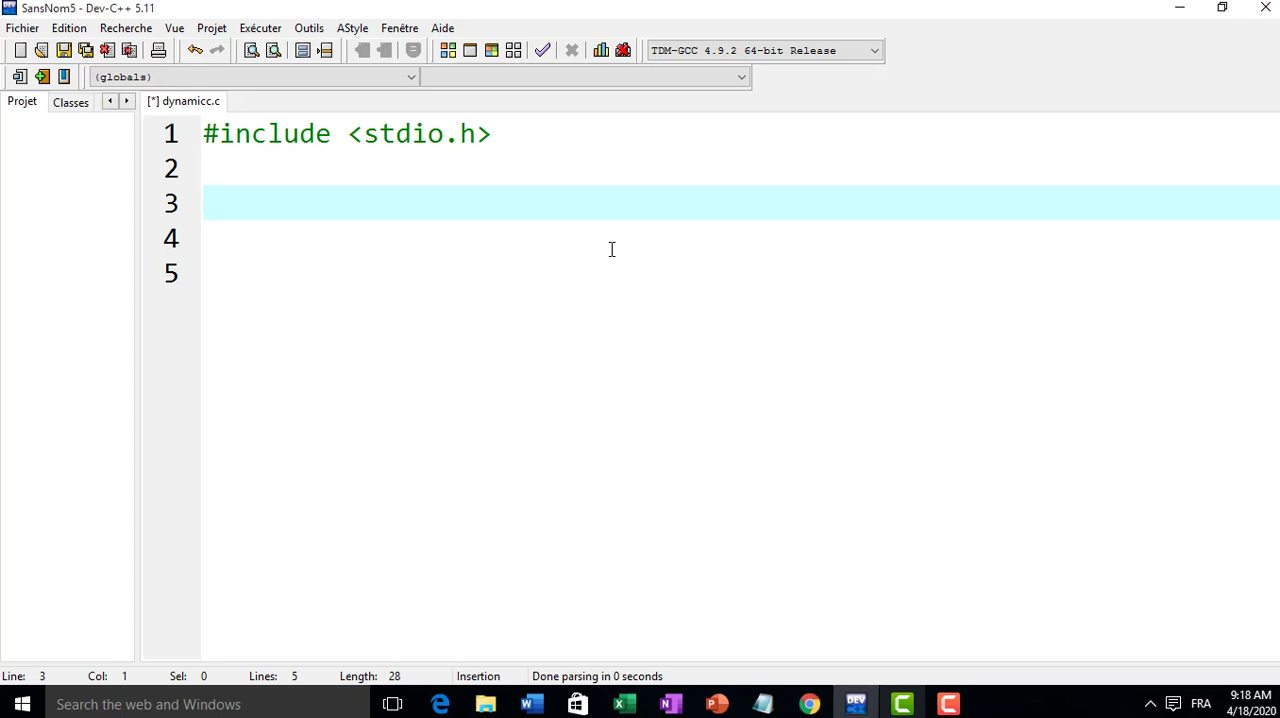 SansNom5 - Dev-C++ 5.11
Fichier Edition Recherche Vue Projet Exécuter Outils AStyle Fenêtre Aide
TDM-GCC 4.9.2 64-bit Release
(globals)
Projet Classes [*] dynamicc.c
1 #include <stdio.h>
2
3
4
5
Line: 3 Col: 1 Sel: 0 Lines: 5 Length: 28 Insertion Done parsing in 0 seconds
Search the web and Windows DEV FRA 9:18 AM
4/18/2020